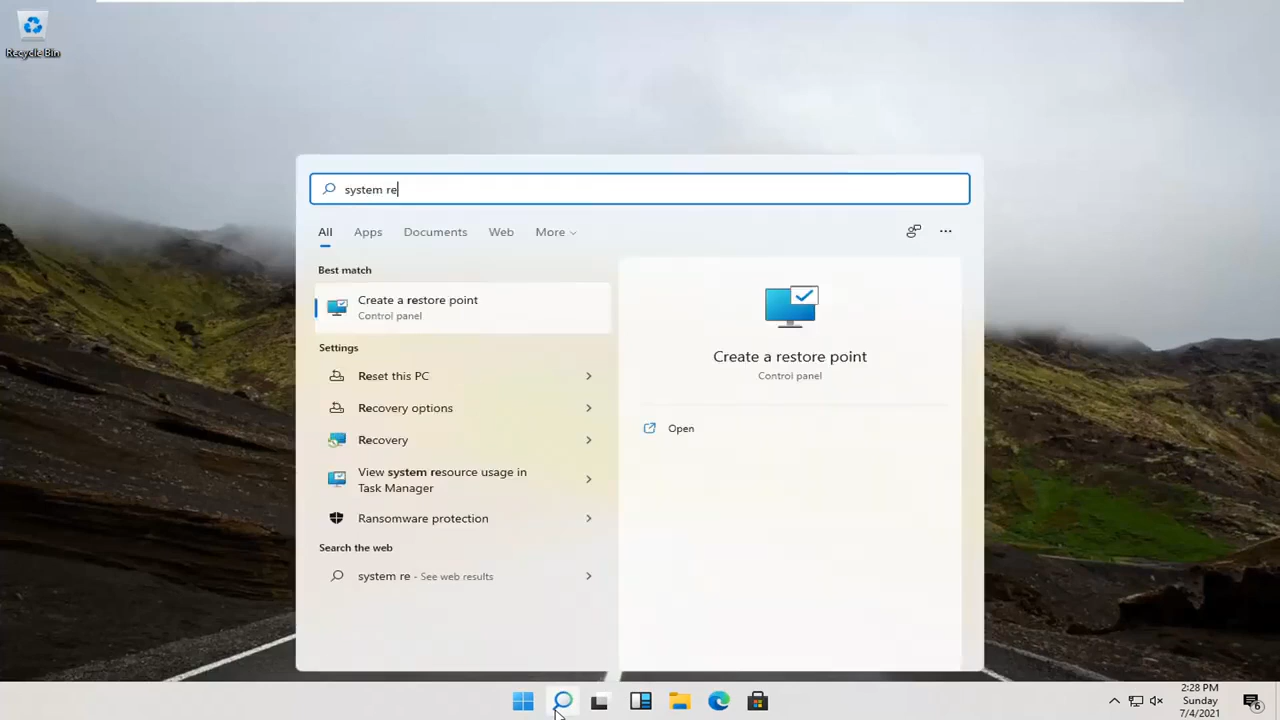 Recycle Bin
system re
All Apps Documents Web More
Best match
Create a restore point
Control panel
Settings
Reset this PC
Recovery options
Recovery
View system resource usage in
Task Manager
Ransomware protection
Search the web
system re - See web results
Create a restore point
Control panel
Open
2:28 PM
Sunday
7/4/2021
6